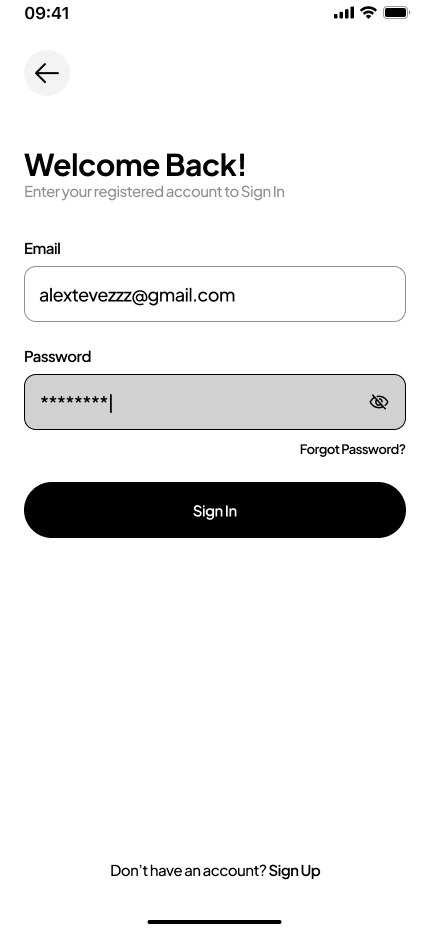 09:41
Welcome Back!
Enter your registered account to Sign In
Email
alextevezzz@gmail.com
Password
********
Forgot Password?
Sign In
Don't have an account? Sign Up